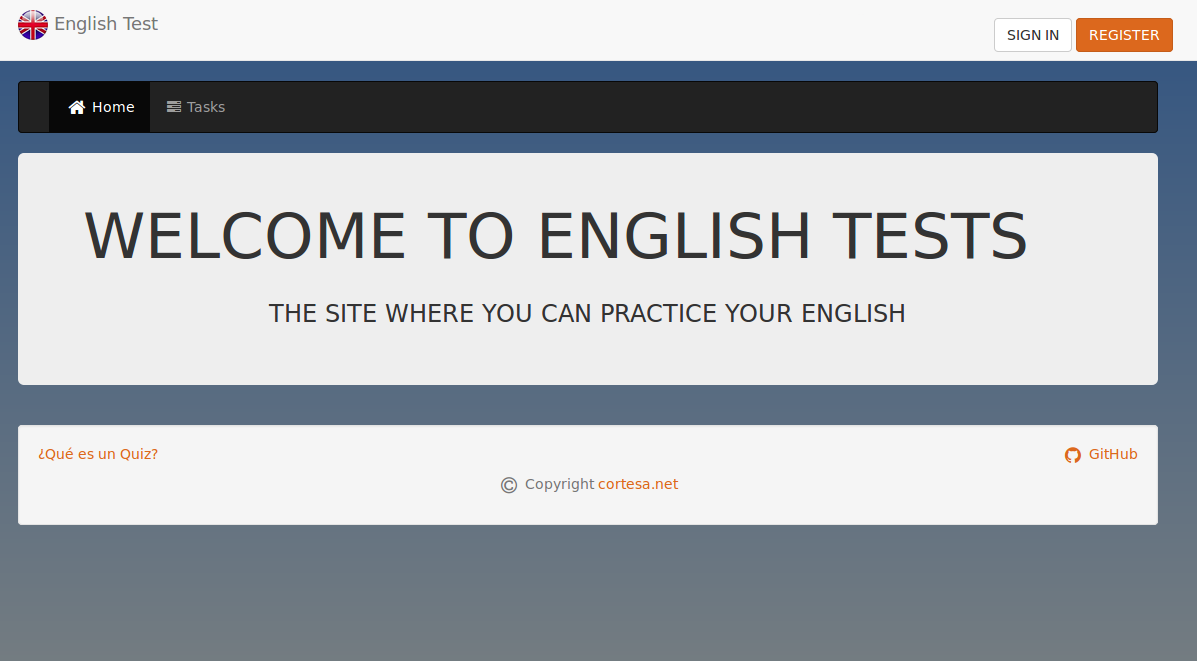 English Test
SIGN IN REGISTER
Home Tasks
WELCOME TO ENGLISH TESTS
THE SITE WHERE YOU CAN PRACTICE YOUR ENGLISH
¿Qué es un Quiz? GitHub
© Copyright cortesa.net